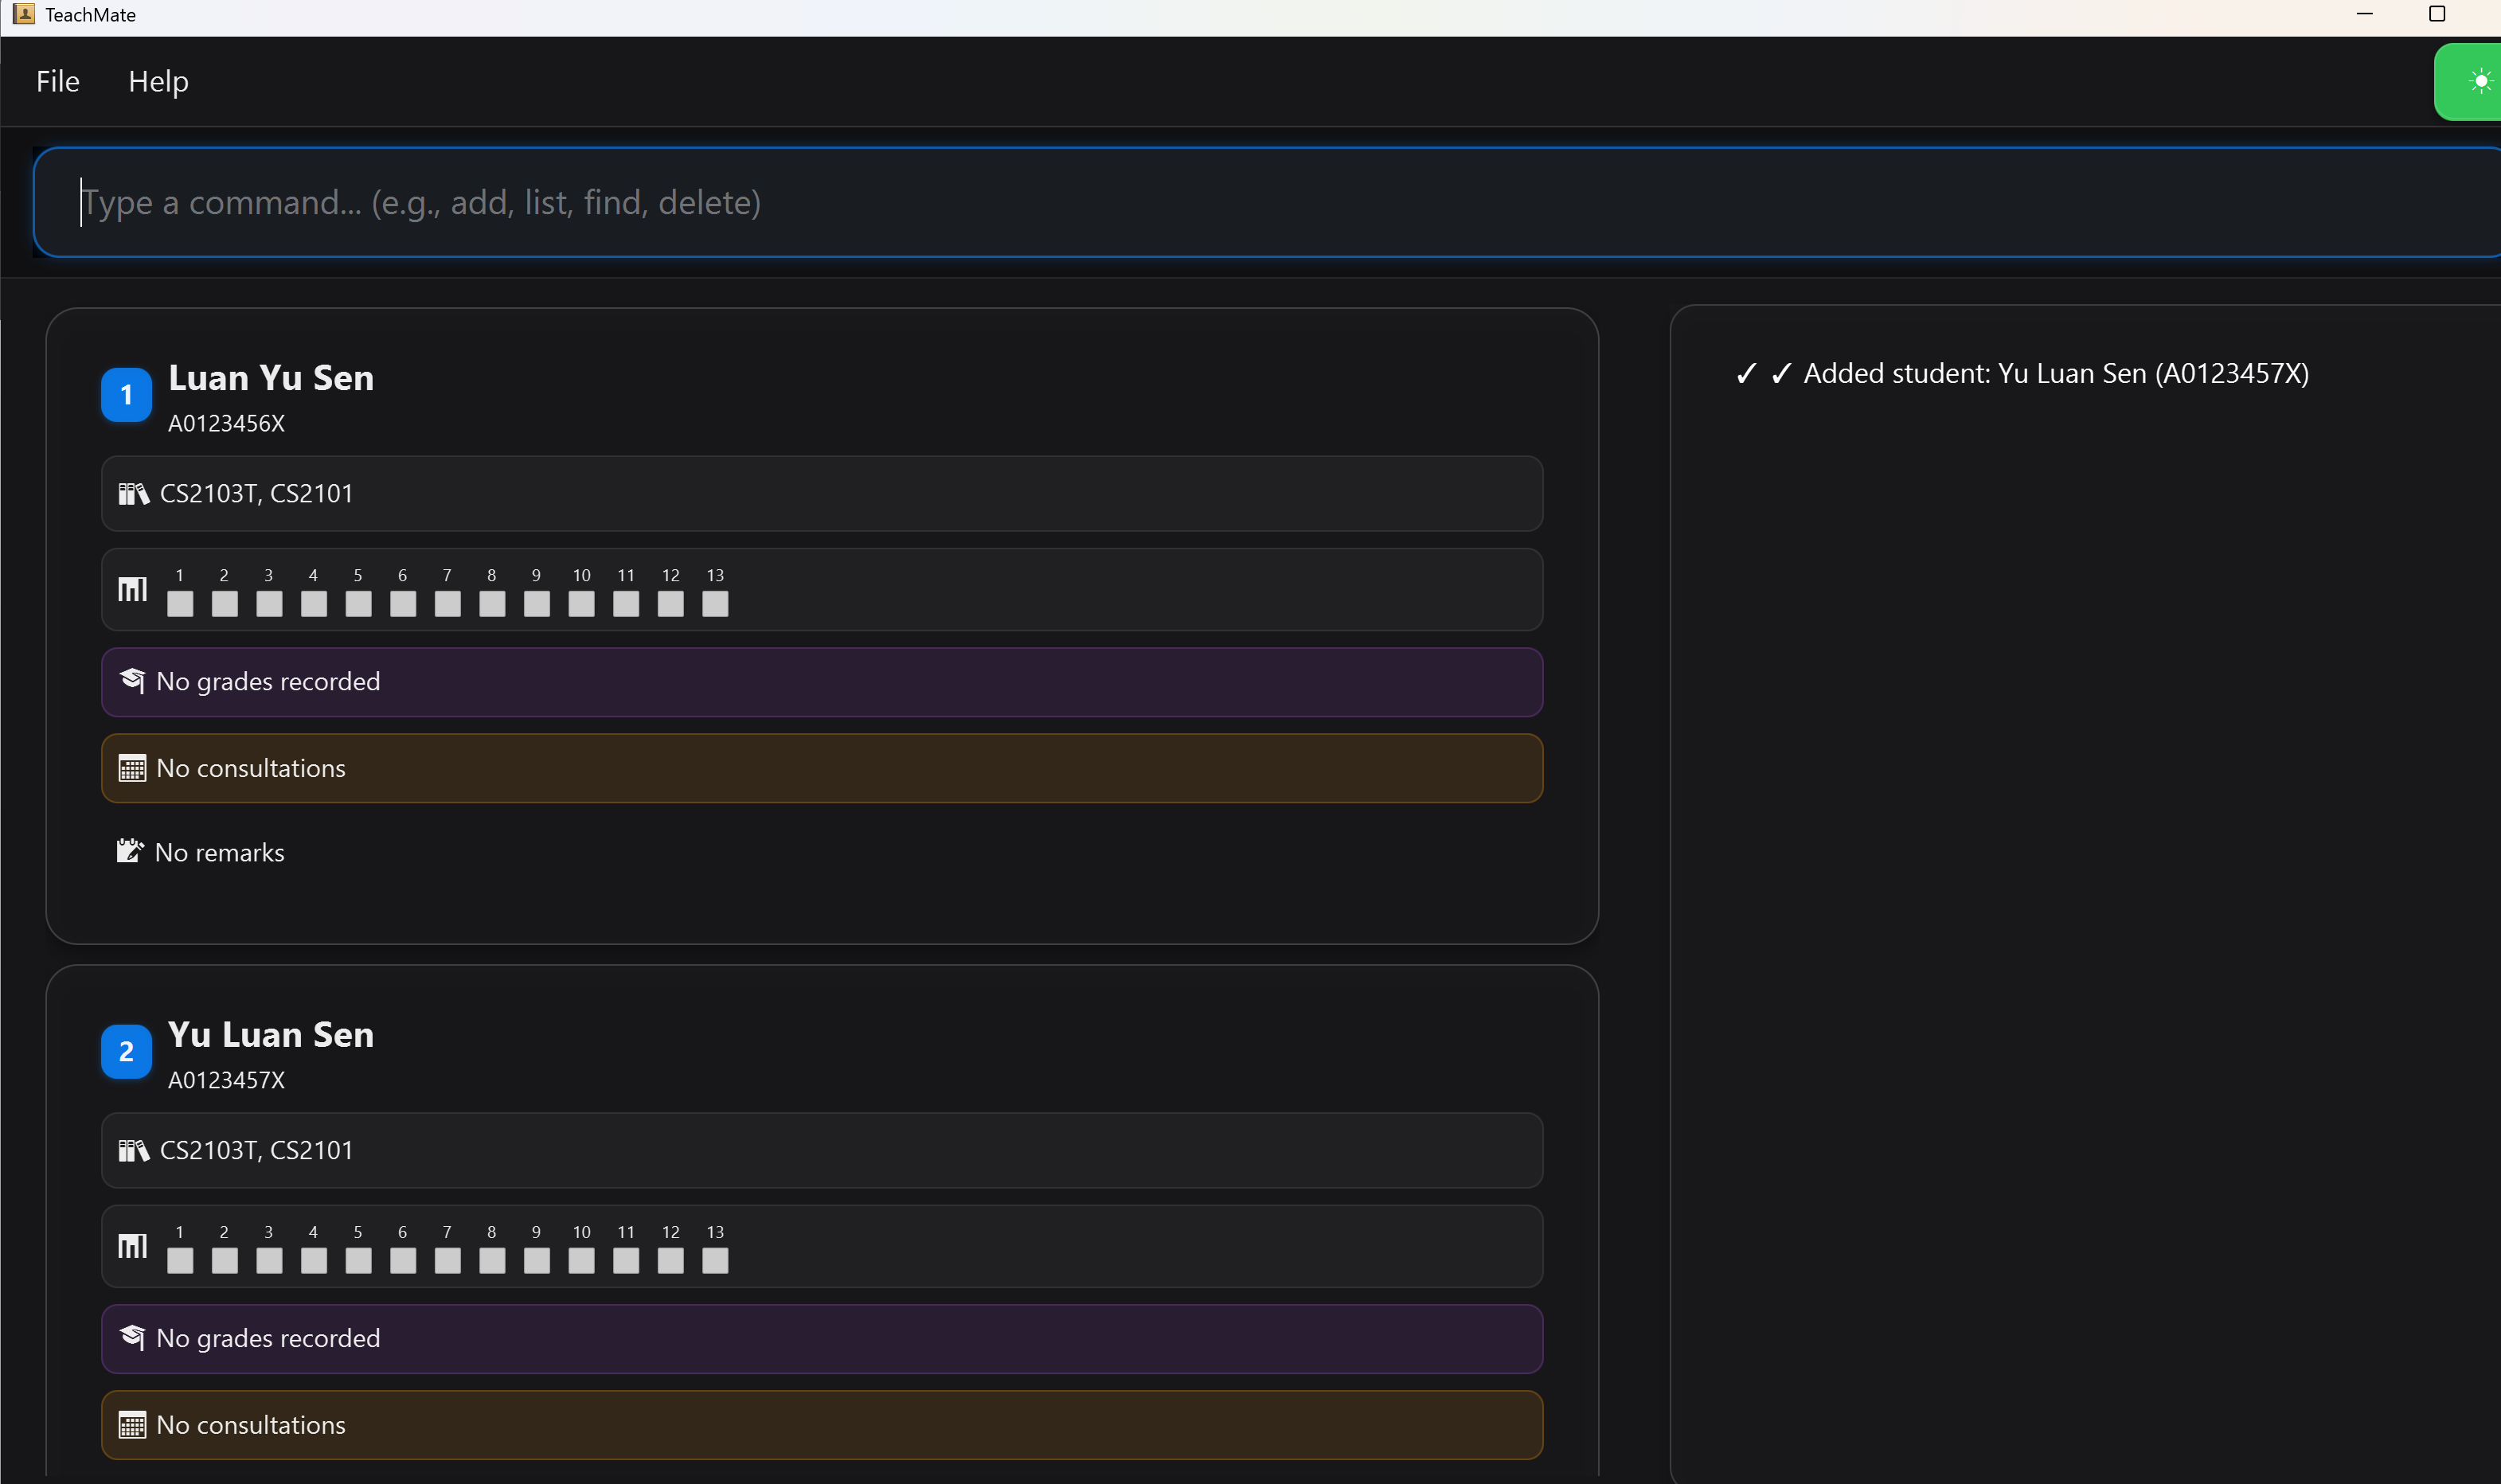 TeachMate
File Help
Type a command... (e.g., add, list, find, delete)
1 Luan Yu Sen
A0123456X
CS2103T, CS2101
1 2 3 4 5 6 7 8 9 10 11 12 13
No grades recorded
No consultations
No remarks
2 Yu Luan Sen
A0123457X
CS2103T, CS2101
1 2 3 4 5 6 7 8 9 10 11 12 13
No grades recorded
No consultations
✓ ✓ Added student: Yu Luan Sen (A0123457X)